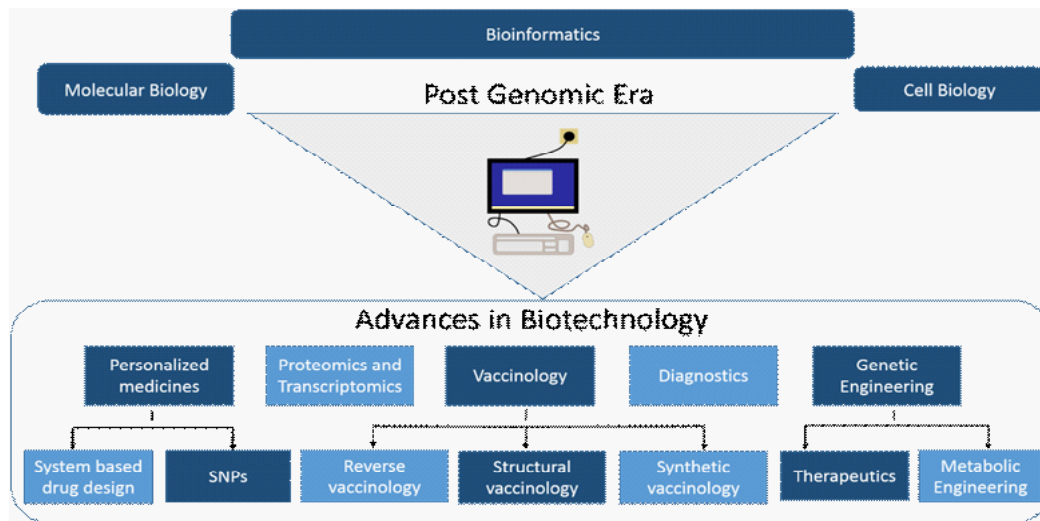 Bioinformatics
Molecular Biology
Post Genomic Era
Cell Biology
Advances in Biotechnology
Personalized
medicines
Proteomics and
Transcriptomics
Vaccinology
Diagnostics
Genetic
Engineering
System based
drug design
SNPs
Reverse
vaccinology
Structural
vaccinology
Synthetic
vaccinology
Therapeutics
Metabolic
Engineering